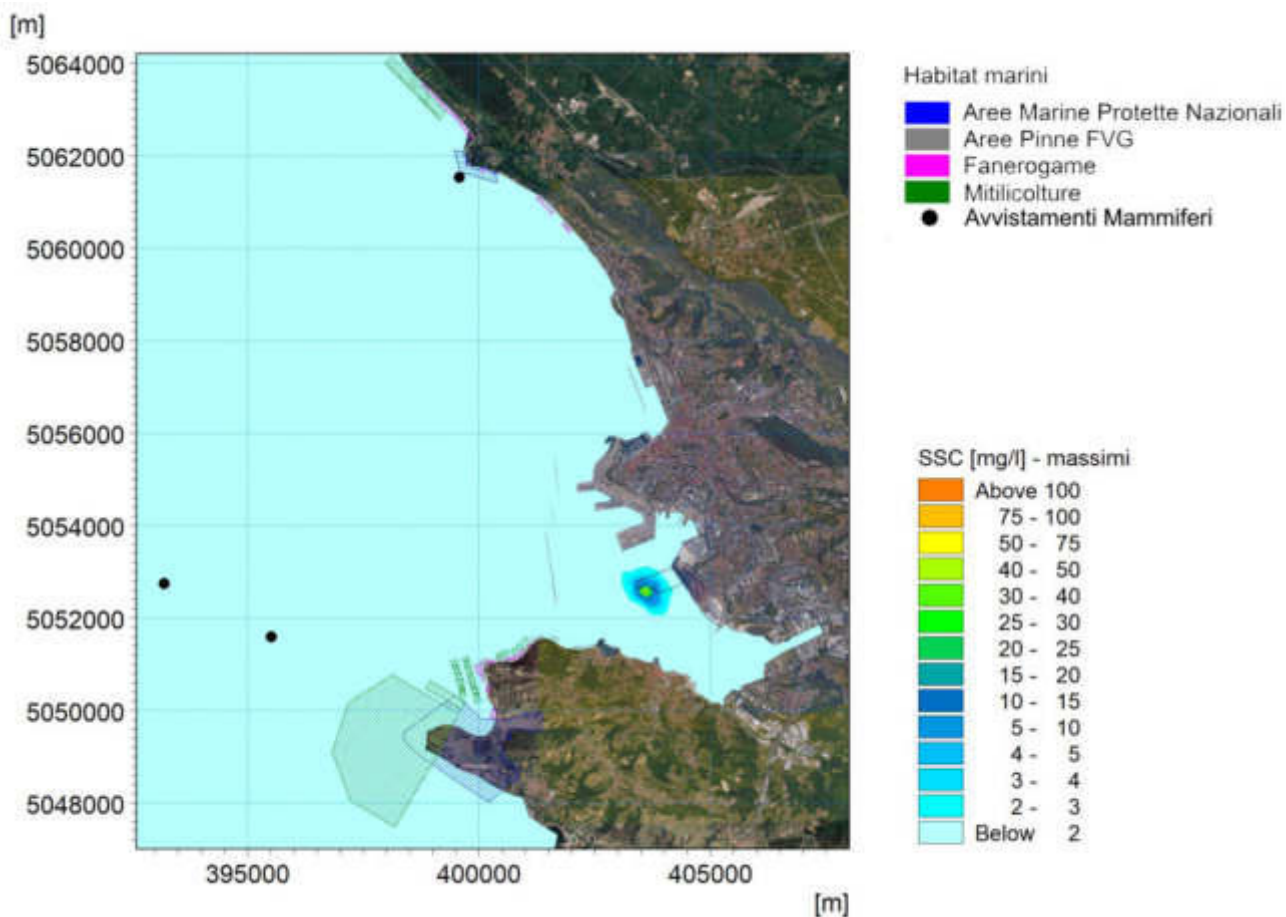 [m]
5064000
5062000
5060000
5058000
5056000
5054000
5052000
5050000
5048000
395000
400000
405000
[m]
Habitat marini
Aree Marine Protette Nazionali
Aree Pinne FVG
Fanerogame
Mitilicolture
Avvistamenti Mammiferi
SSC [mg/l] - massimi
Above 100
75 - 100
50 - 75
40 - 50
30 - 40
25 - 30
20 - 25
15 - 20
10 - 15
5 - 10
4 - 5
3 - 4
2 - 3
Below 2